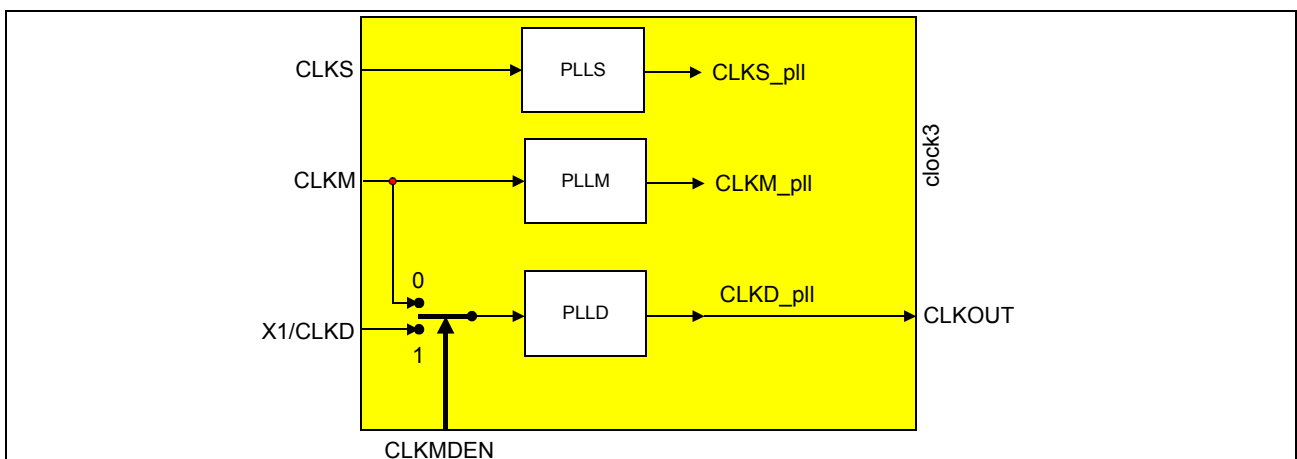 CLKS
PLLS
CLKS_pll
clock3
CLKM
PLLM
CLKM_pll
0
X1/CLKD
1
PLLD
CLKD_pll
CLKOUT
CLKMDEN